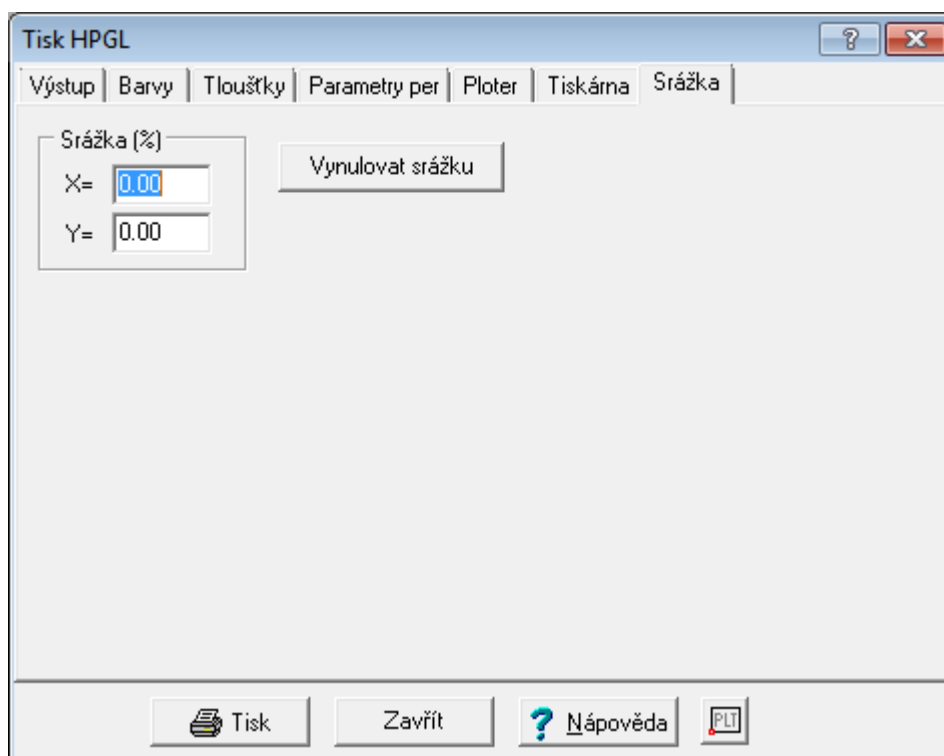 Tisk HPGL
Výstup Barvy Tloušťky Parametry per Ploter Tiskárna Srážka
Srážka (%)
X= 0.00
Vynulovat srážku
Y= 0.00
Tisk Zavřít Nápověda PLT